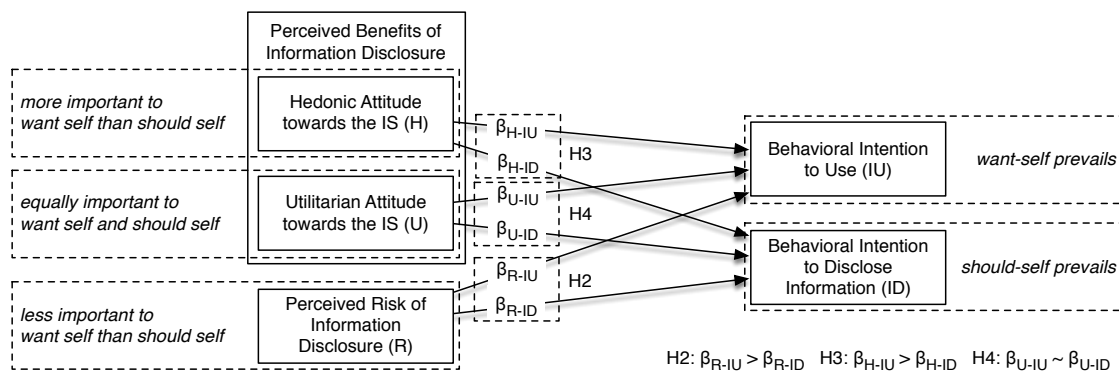 Perceived Benefits of
Information Disclosure
more important to
want self than should self
Hedonic Attitude
towards the IS (H)
βH-IU
βH-ID
H3
equally important to
want self and should self
Utilitarian Attitude
towards the IS (U)
βU-IU
βU-ID
H4
less important to
want self than should self
Perceived Risk of
Information
Disclosure (R)
βR-IU
βR-ID
H2
Behavioral Intention
to Use (IU)
want-self prevails
Behavioral Intention
to Disclose
Information (ID)
should-self prevails
H2: βR-IU > βR-ID H3: βH-IU > βH-ID H4: βU-IU ~ βU-ID